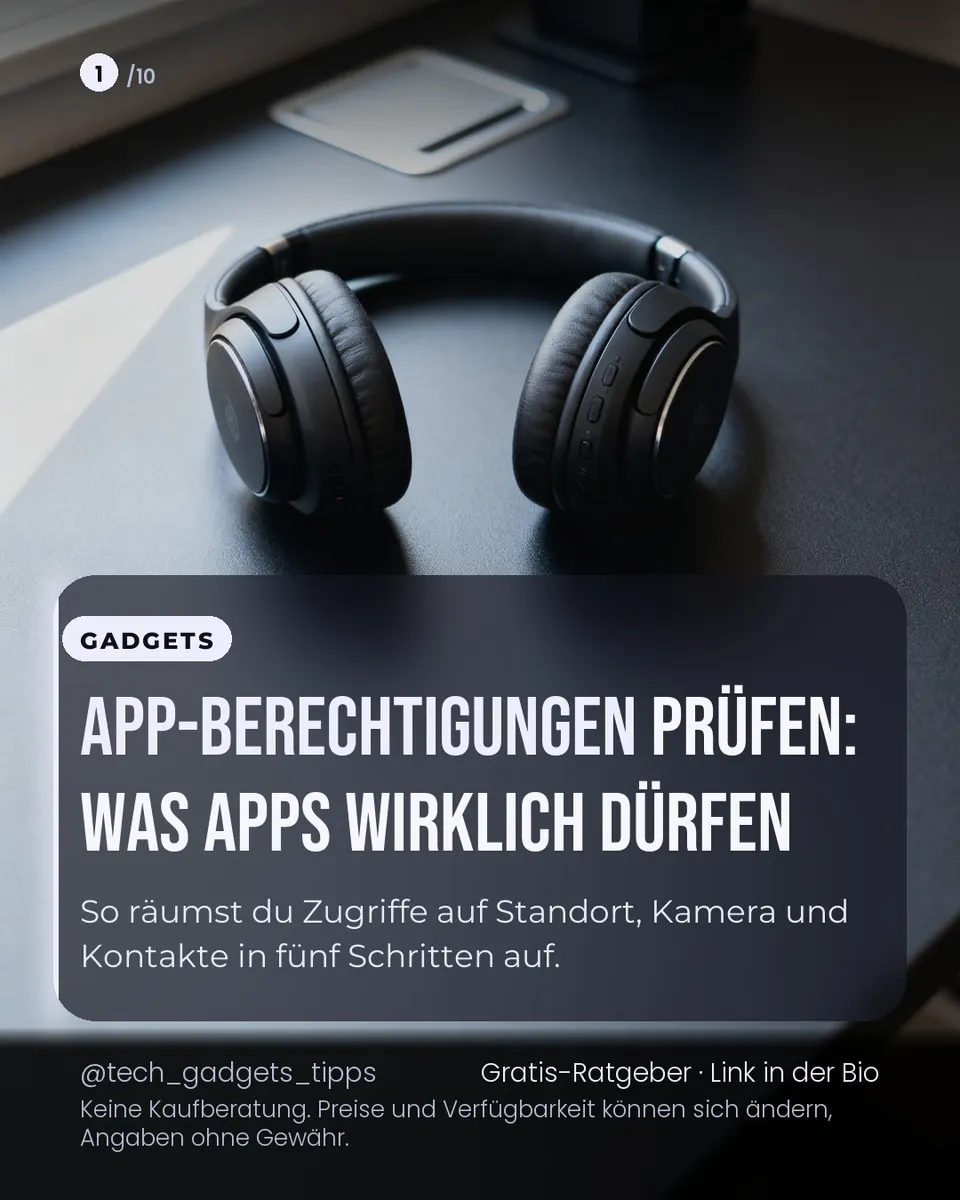 1 /10
GADGETS
APP-BERECHTIGUNGEN PRÜFEN:
WAS APPS WIRKLICH DÜRFEN
So räumst du Zugriffe auf Standort, Kamera und
Kontakte in fünf Schritten auf.
@tech_gadgets_tipps Gratis-Ratgeber · Link in der Bio
Keine Kaufberatung. Preise und Verfügbarkeit können sich ändern,
Angaben ohne Gewähr.